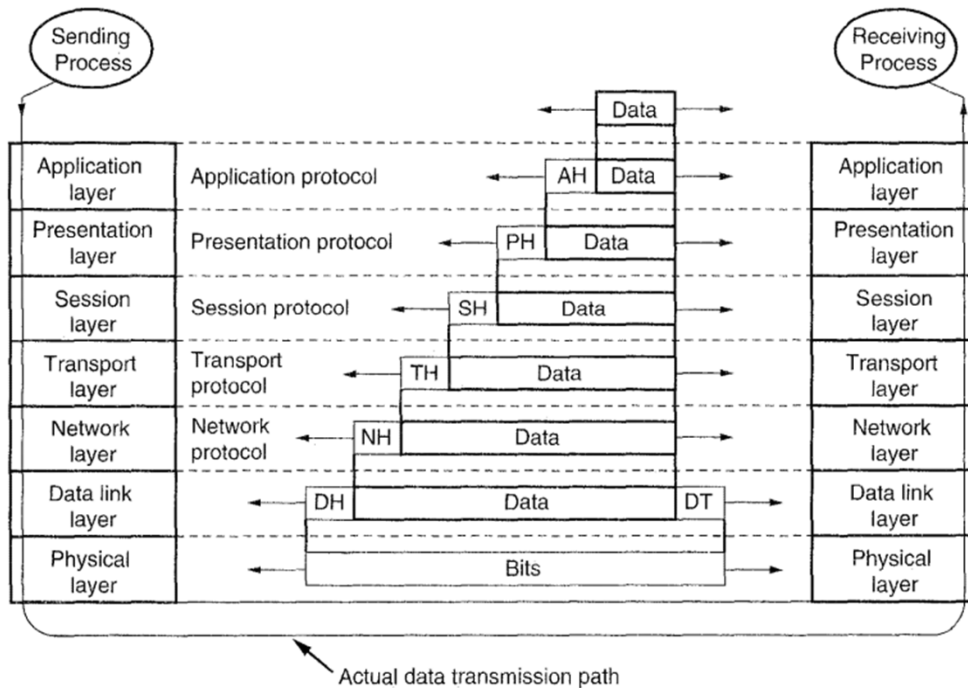 Sending
Process
Receiving
Process
Data
Application
layer
Application protocol
AH
Data
Application
layer
Presentation
layer
Presentation protocol
PH
Data
Presentation
layer
Session
layer
Session protocol
SH
Data
Session
layer
Transport
layer
Transport
protocol
TH
Data
Transport
layer
Network
layer
Network
protocol
NH
Data
Network
layer
Data link
layer
DH
Data
DT
Data link
layer
Physical
layer
Bits
Physical
layer
Actual data transmission path